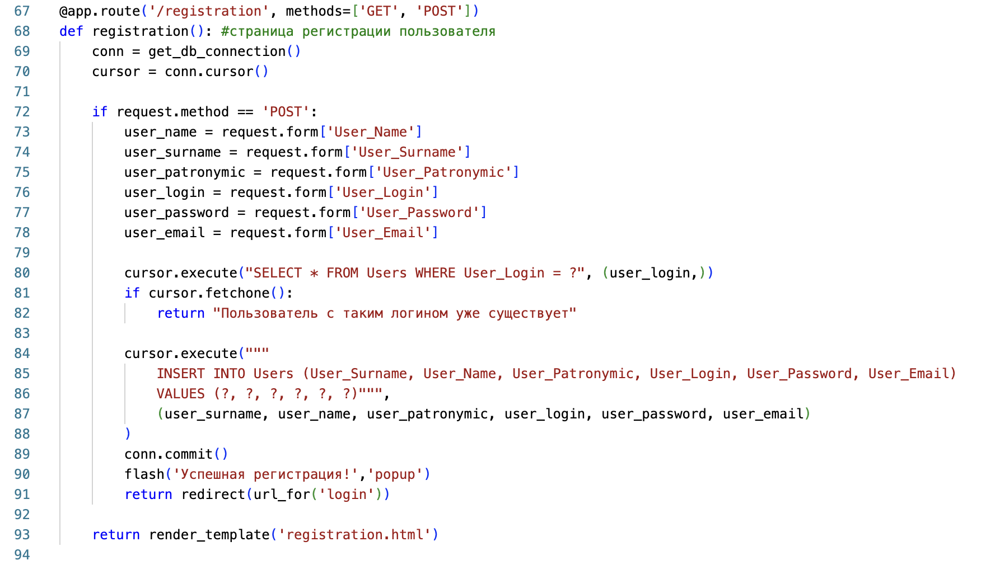 67 @app.route('/registration', methods=['GET', 'POST'])
68 def registration(): #страница регистрации пользователя
69     conn = get_db_connection()
70     cursor = conn.cursor()
71
72     if request.method == 'POST':
73         user_name = request.form['User_Name']
74         user_surname = request.form['User_Surname']
75         user_patronymic = request.form['User_Patronymic']
76         user_login = request.form['User_Login']
77         user_password = request.form['User_Password']
78         user_email = request.form['User_Email']
79
80         cursor.execute("SELECT * FROM Users WHERE User_Login = ?", (user_login,))
81         if cursor.fetchone():
82             return "Пользователь с таким логином уже существует"
83
84         cursor.execute("""
85             INSERT INTO Users (User_Surname, User_Name, User_Patronymic, User_Login, User_Password, User_Email)
86             VALUES (?, ?, ?, ?, ?, ?)""",
87             (user_surname, user_name, user_patronymic, user_login, user_password, user_email)
88         )
89         conn.commit()
90         flash('Успешная регистрация!','popup')
91         return redirect(url_for('login'))
92
93     return render_template('registration.html')
94